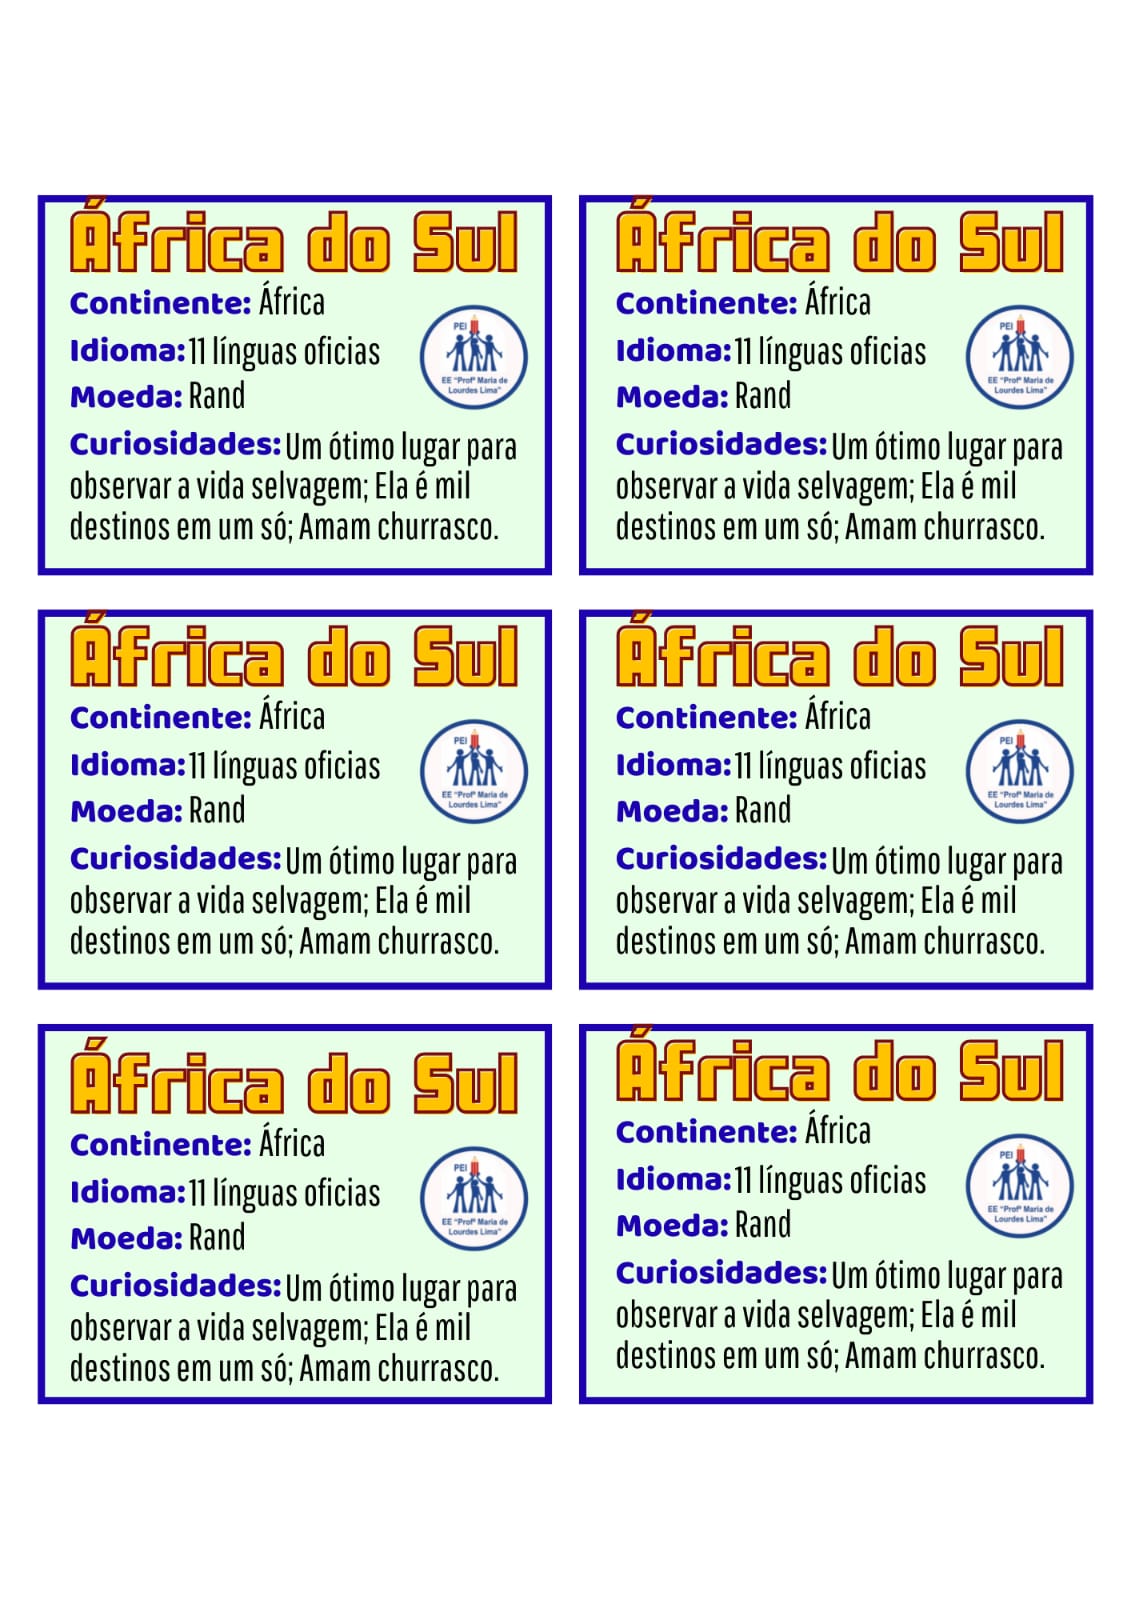 África do Sul
Continente: África
Idioma: 11 línguas oficias
Moeda: Rand
PEI
EE "Profª Maria de
Lourdes Lima"
Curiosidades: Um ótimo lugar para
observar a vida selvagem; Ela é mil
destinos em um só; Amam churrasco.
África do Sul
Continente: África
Idioma: 11 línguas oficias
Moeda: Rand
PEI
EE "Profª Maria de
Lourdes Lima"
Curiosidades: Um ótimo lugar para
observar a vida selvagem; Ela é mil
destinos em um só; Amam churrasco.
África do Sul
Continente: África
Idioma: 11 línguas oficias
Moeda: Rand
PEI
EE "Profª Maria de
Lourdes Lima"
Curiosidades: Um ótimo lugar para
observar a vida selvagem; Ela é mil
destinos em um só; Amam churrasco.
África do Sul
Continente: África
Idioma: 11 línguas oficias
Moeda: Rand
PEI
EE "Profª Maria de
Lourdes Lima"
Curiosidades: Um ótimo lugar para
observar a vida selvagem; Ela é mil
destinos em um só; Amam churrasco.
África do Sul
Continente: África
Idioma: 11 línguas oficias
Moeda: Rand
PEI
EE "Profª Maria de
Lourdes Lima"
Curiosidades: Um ótimo lugar para
observar a vida selvagem; Ela é mil
destinos em um só; Amam churrasco.
África do Sul
Continente: África
Idioma: 11 línguas oficias
Moeda: Rand
PEI
EE "Profª Maria de
Lourdes Lima"
Curiosidades: Um ótimo lugar para
observar a vida selvagem; Ela é mil
destinos em um só; Amam churrasco.